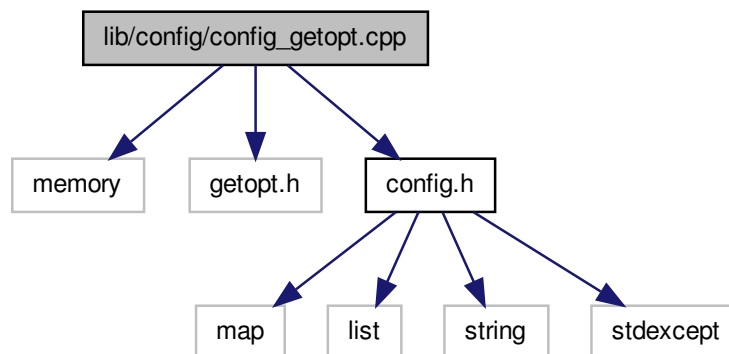 lib/config/config_getopt.cpp
memory
getopt.h
config.h
map
list
string
stdexcept